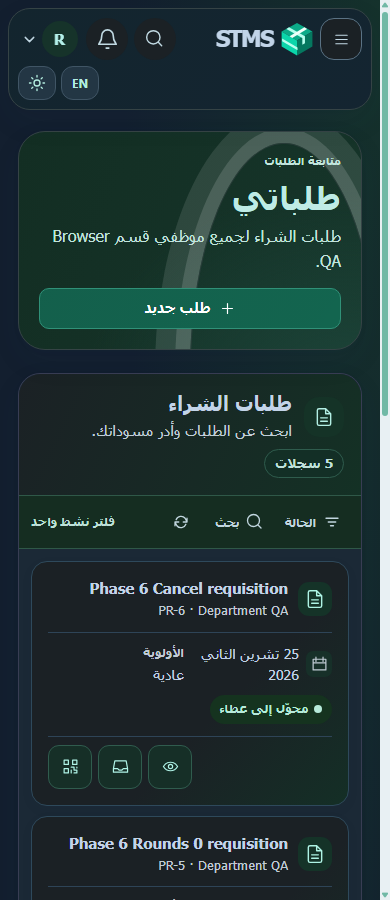 STMS
R
EN
متابعة الطلبات
طلباتي
طلبات الشراء لجميع موظفي قسم Browser
QA.
طلب جديد
طلبات الشراء
ابحث عن الطلبات وأدر مسوداتك.
5 سجلات
الحالة
بحث
فلتر نشط واحد
Phase 6 Cancel requisition
PR-6 · Department QA
25 تشرين الثاني
2026
الأولوية
عادية
محوّل إلى عطاء
Phase 6 Rounds 0 requisition
PR-5 · Department QA